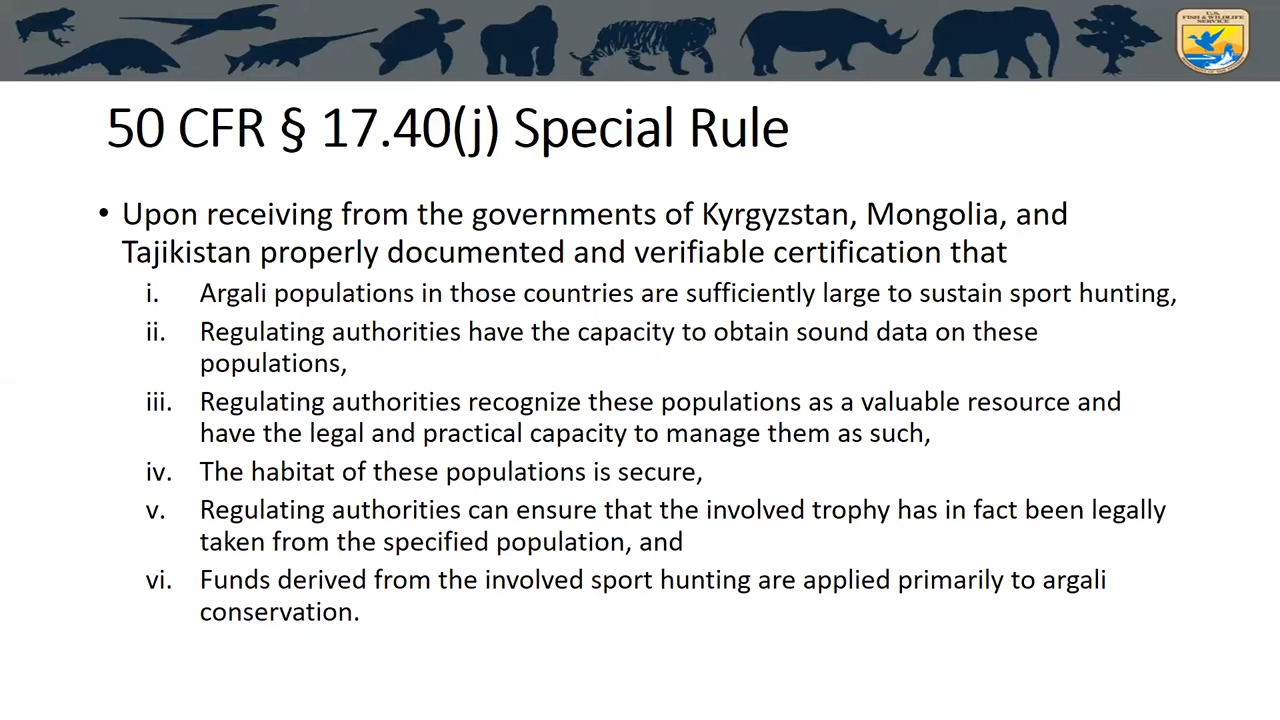 U.S.
FISH & WILDLIFE
SERVICE
50 CFR § 17.40(j) Special Rule
• Upon receiving from the governments of Kyrgyzstan, Mongolia, and
Tajikistan properly documented and verifiable certification that
i. Argali populations in those countries are sufficiently large to sustain sport hunting,
ii. Regulating authorities have the capacity to obtain sound data on these
populations,
iii. Regulating authorities recognize these populations as a valuable resource and
have the legal and practical capacity to manage them as such,
iv. The habitat of these populations is secure,
v. Regulating authorities can ensure that the involved trophy has in fact been legally
taken from the specified population, and
vi. Funds derived from the involved sport hunting are applied primarily to argali
conservation.